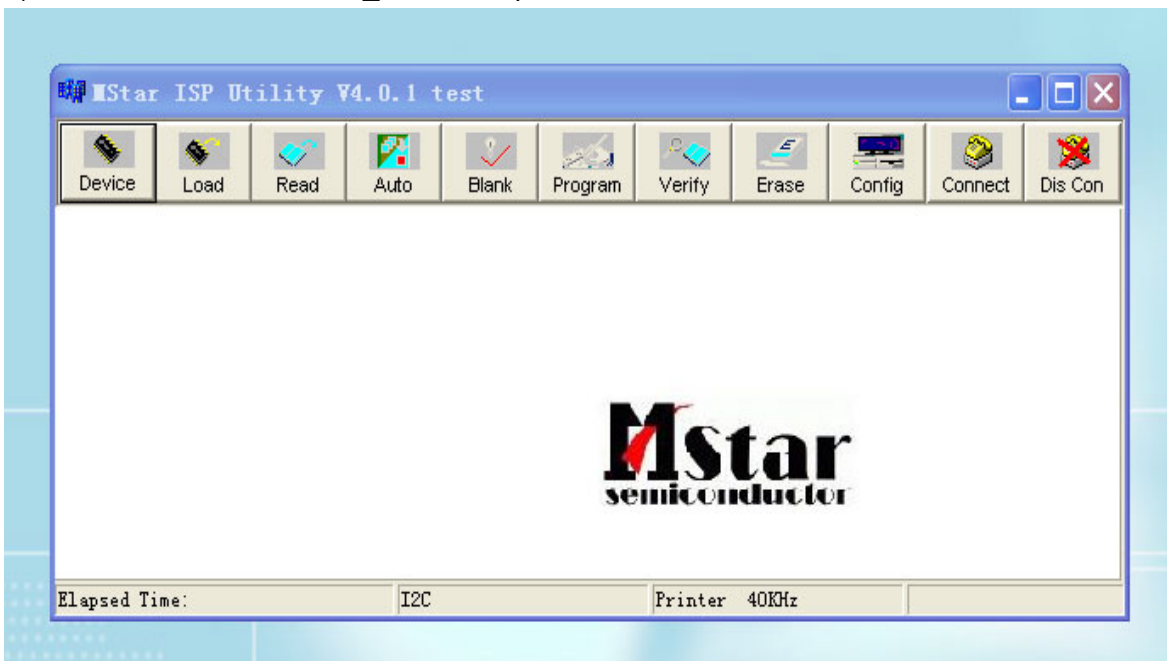 MStar ISP Utility V4.0.1 test
Device Load Read Auto Blank Program Verify Erase Config Connect Dis Con
Mstar
semiconductor
Elapsed Time: I2C Printer 40KHz